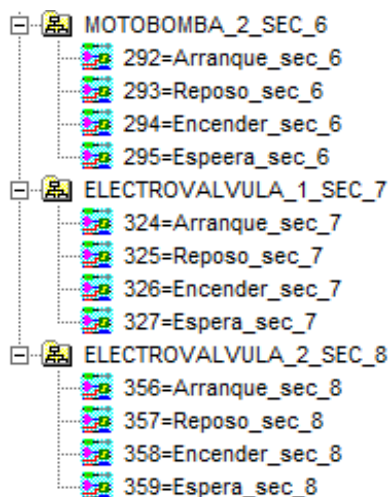 MOTOBOMBA_2_SEC_6
292=Arranque_sec_6
293=Reposo_sec_6
294=Encender_sec_6
295=Espeera_sec_6
ELECTROVALVULA_1_SEC_7
324=Arranque_sec_7
325=Reposo_sec_7
326=Encender_sec_7
327=Espera_sec_7
ELECTROVALVULA_2_SEC_8
356=Arranque_sec_8
357=Reposo_sec_8
358=Encender_sec_8
359=Espera_sec_8